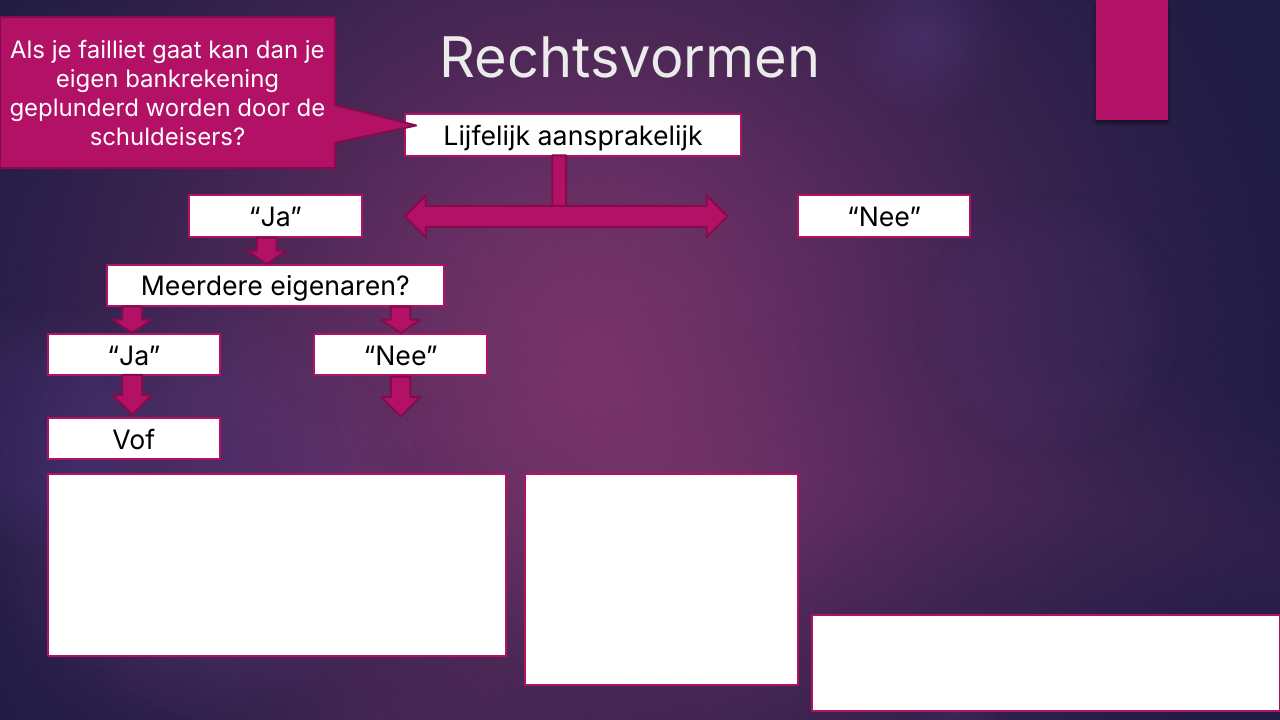 Als je failliet gaat kan dan je
eigen bankrekening
geplunderd worden door de
schuldeisers?
Rechtsvormen
Lijfelijk aansprakelijk
“Ja”
“Nee”
Meerdere eigenaren?
“Ja”
“Nee”
Vof